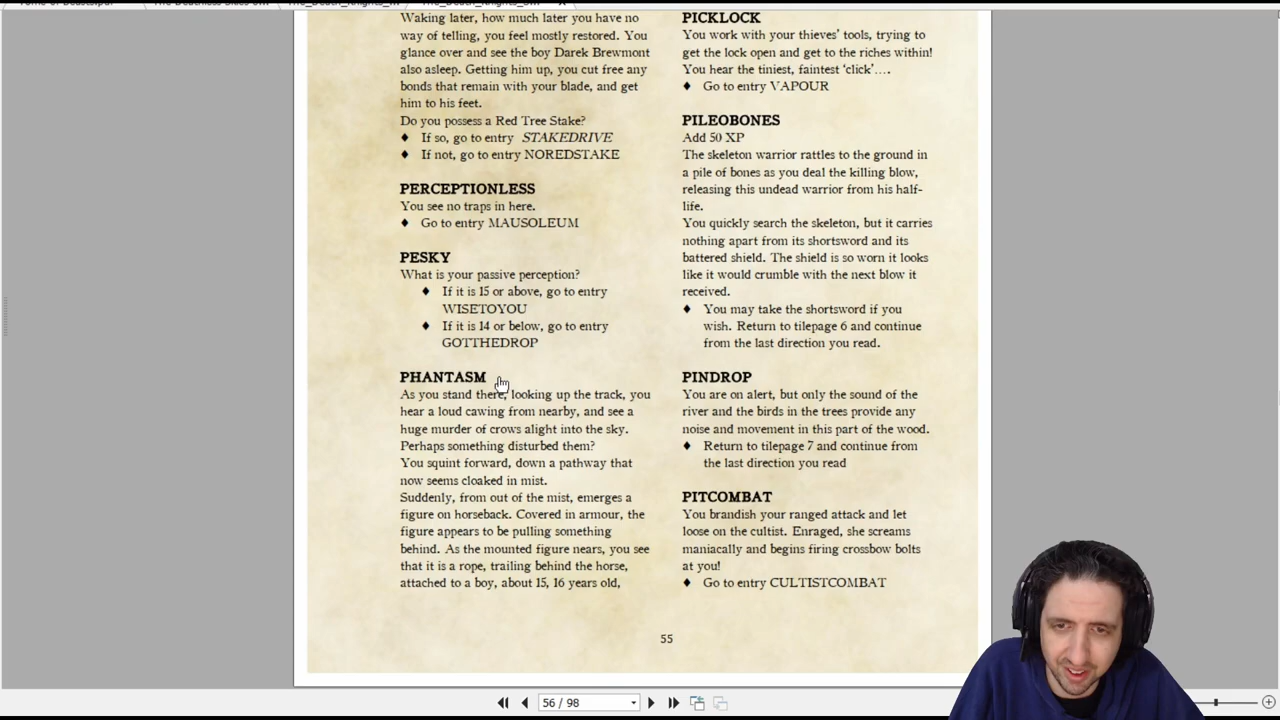 Waking later, how much later you have no
way of telling, you feel mostly restored. You
glance over and see the boy Darek Brewmont
also asleep. Getting him up, you cut free any
bonds that remain with your blade, and get
him to his feet.
Do you possess a Red Tree Stake?
♦ If so, go to entry STAKEDRIVE
♦ If not, go to entry NOREDSTAKE
PERCEPTIONLESS
You see no traps in here.
♦ Go to entry MAUSOLEUM
PESKY
What is your passive perception?
♦ If it is 15 or above, go to entry
WISETOYOU
♦ If it is 14 or below, go to entry
GOTTHEDROP
PHANTASM
As you stand there, looking up the track, you
hear a loud cawing from nearby, and see a
huge murder of crows alight into the sky.
Perhaps something disturbed them?
You squint forward, down a pathway that
now seems cloaked in mist.
Suddenly, from out of the mist, emerges a
figure on horseback. Covered in armour, the
figure appears to be pulling something
behind. As the mounted figure nears, you see
that it is a rope, trailing behind the horse,
attached to a boy, about 15, 16 years old,
PICKLOCK
You work with your thieves' tools, trying to
get the lock open and get to the riches within!
You hear the tiniest, faintest 'click'....
♦ Go to entry VAPOUR
PILEOBONES
Add 50 XP
The skeleton warrior rattles to the ground in
a pile of bones as you deal the killing blow,
releasing this undead warrior from his half-
life.
You quickly search the skeleton, but it carries
nothing apart from its shortsword and its
battered shield. The shield is so worn it looks
like it would crumble with the next blow it
received.
♦ You may take the shortsword if you
wish. Return to tilepage 6 and continue
from the last direction you read.
PINDROP
You are on alert, but only the sound of the
river and the birds in the trees provide any
noise and movement in this part of the wood.
♦ Return to tilepage 7 and continue from
the last direction you read
PITCOMBAT
You brandish your ranged attack and let
loose on the cultist. Enraged, she screams
maniacally and begins firing crossbow bolts
at you!
♦ Go to entry CULTISTCOMBAT
55
56 / 98